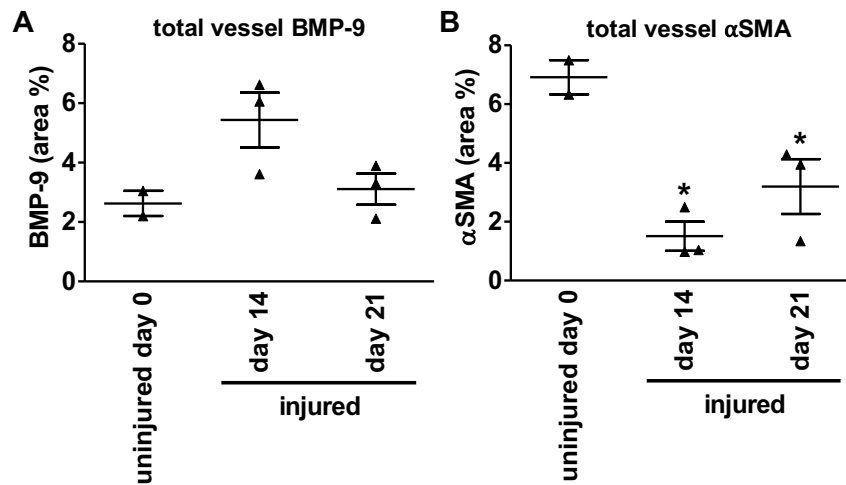 A
total vessel BMP-9
BMP-9 (area %)
8
6
4
2
0
uninjured day 0
day 14
day 21
injured
B
total vessel αSMA
αSMA (area %)
8
6
4
2
0
*
*
uninjured day 0
day 14
day 21
injured